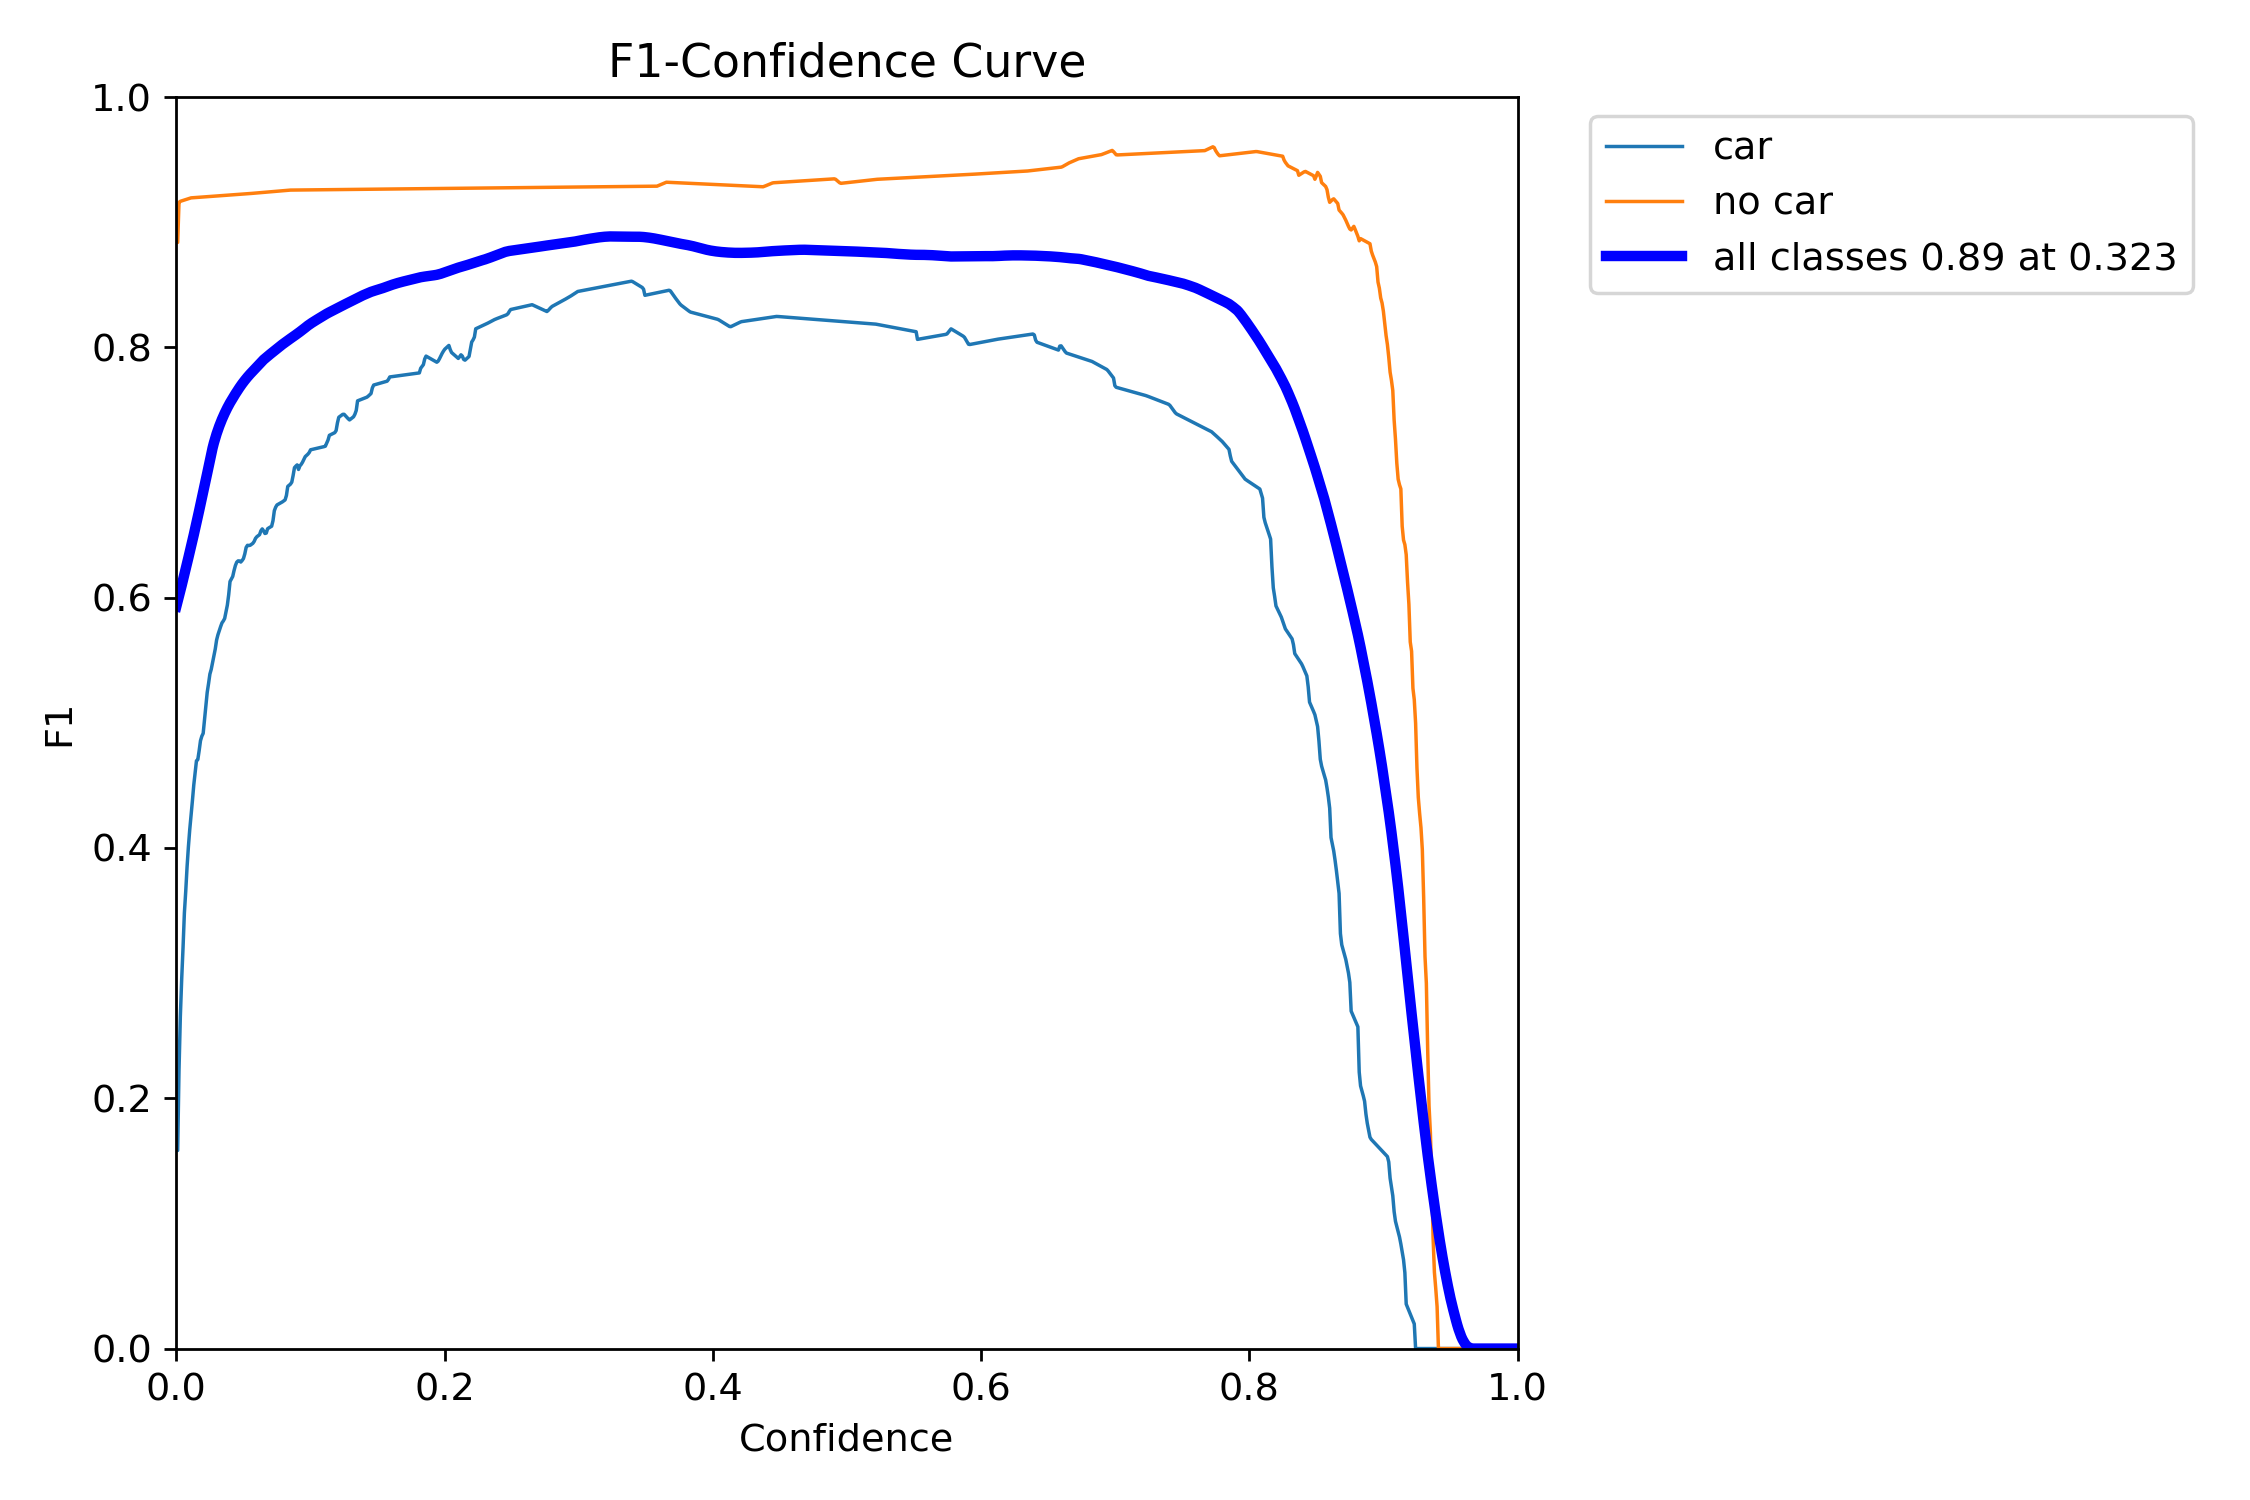 F1-Confidence Curve
1.0
0.8
0.6
0.4
0.2
0.0
F1
0.0 0.2 0.4 0.6 0.8 1.0
Confidence
car
no car
all classes 0.89 at 0.323